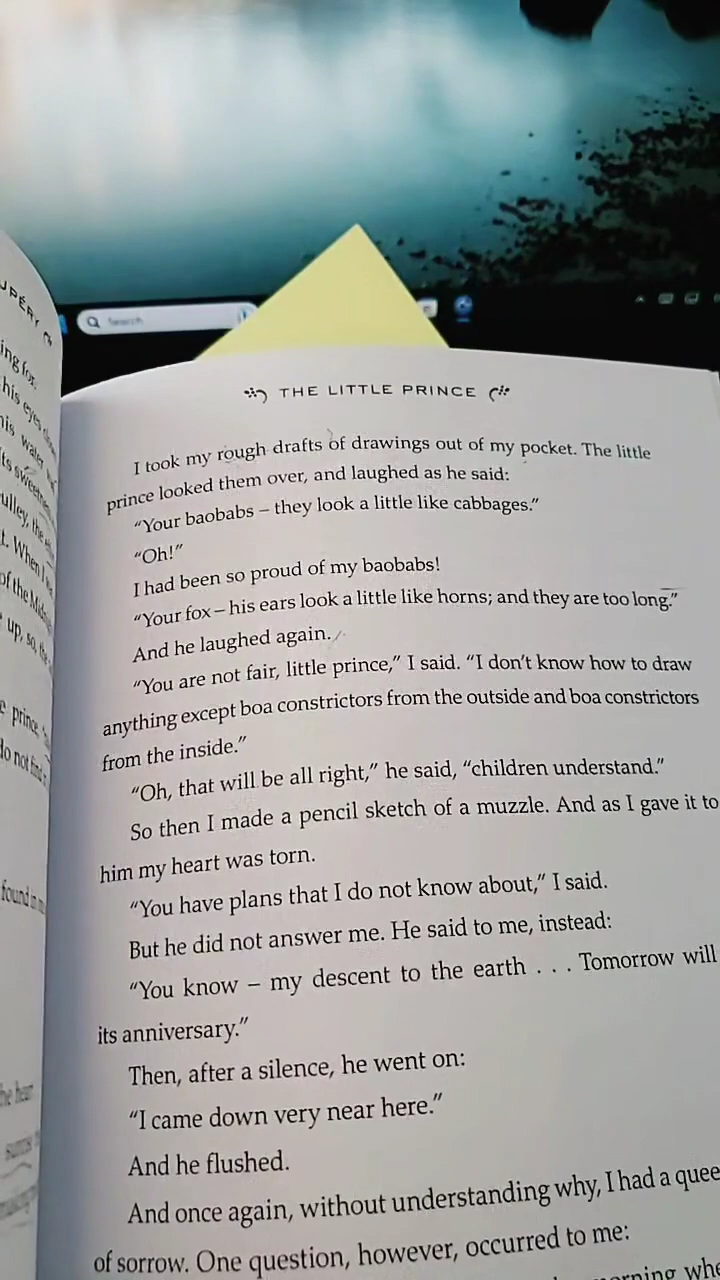 Search
UPÉRY
THE LITTLE PRINCE
I took my rough drafts of drawings out of my pocket. The little
prince looked them over, and laughed as he said:
“Your baobabs – they look a little like cabbages.”
“Oh!”
I had been so proud of my baobabs!
“Your fox – his ears look a little like horns; and they are too long.”
And he laughed again.
“You are not fair, little prince,” I said. “I don’t know how to draw
anything except boa constrictors from the outside and boa constrictors
from the inside.”
“Oh, that will be all right,” he said, “children understand.”
So then I made a pencil sketch of a muzzle. And as I gave it to
him my heart was torn.
“You have plans that I do not know about,” I said.
But he did not answer me. He said to me, instead:
“You know – my descent to the earth . . . Tomorrow will
its anniversary.”
Then, after a silence, he went on:
“I came down very near here.”
And he flushed.
And once again, without understanding why, I had a quee
of sorrow. One question, however, occurred to me: